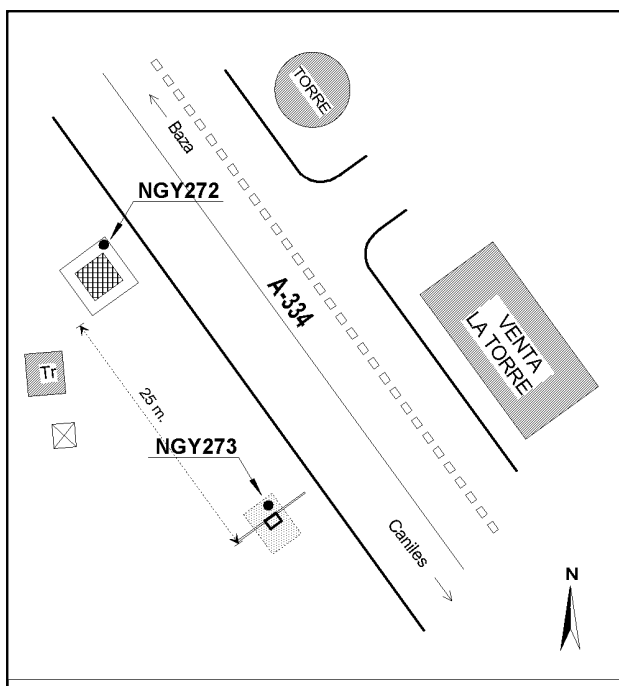 TORRE
Baza
NGY272
A-334
VENTA
LA TORRE
Tr
25 m.
NGY273
Caniles
N